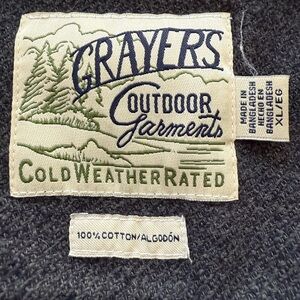 GRAYERS
OUTDOOR
Garments
COLD WEATHER RATED
MADE IN
BANGLADESH
HECHO EN
BANGLADESH
XL/EG
100% COTTON/ALGODÓN